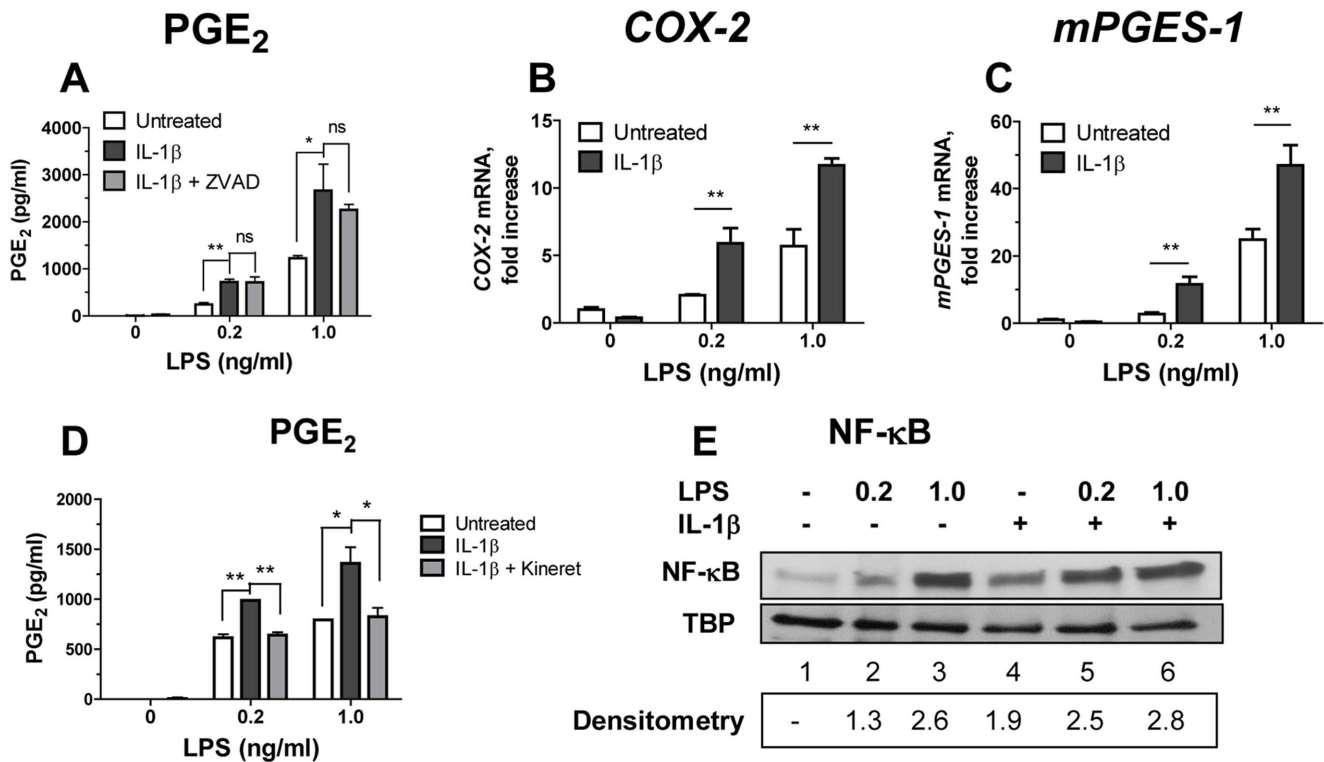 PGE2
COX-2
mPGES-1
A
Untreated
IL-1β
IL-1β + ZVAD
PGE2 (pg/ml)
4000
3000
2000
1000
0
** ns
* ns
0 0.2 1.0
LPS (ng/ml)
B
Untreated
IL-1β
COX-2 mRNA,
fold increase
15
10
5
0
**
**
0 0.2 1.0
LPS (ng/ml)
C
Untreated
IL-1β
mPGES-1 mRNA,
fold increase
60
40
20
0
**
**
0 0.2 1.0
LPS (ng/ml)
D
PGE2
Untreated
IL-1β
IL-1β + Kineret
PGE2 (pg/ml)
2000
1500
1000
500
0
** **
* *
0 0.2 1.0
LPS (ng/ml)
E
NF-κB
LPS - 0.2 1.0 - 0.2 1.0
IL-1β - - - + + +
NF-κB
TBP
1 2 3 4 5 6
Densitometry - 1.3 2.6 1.9 2.5 2.8